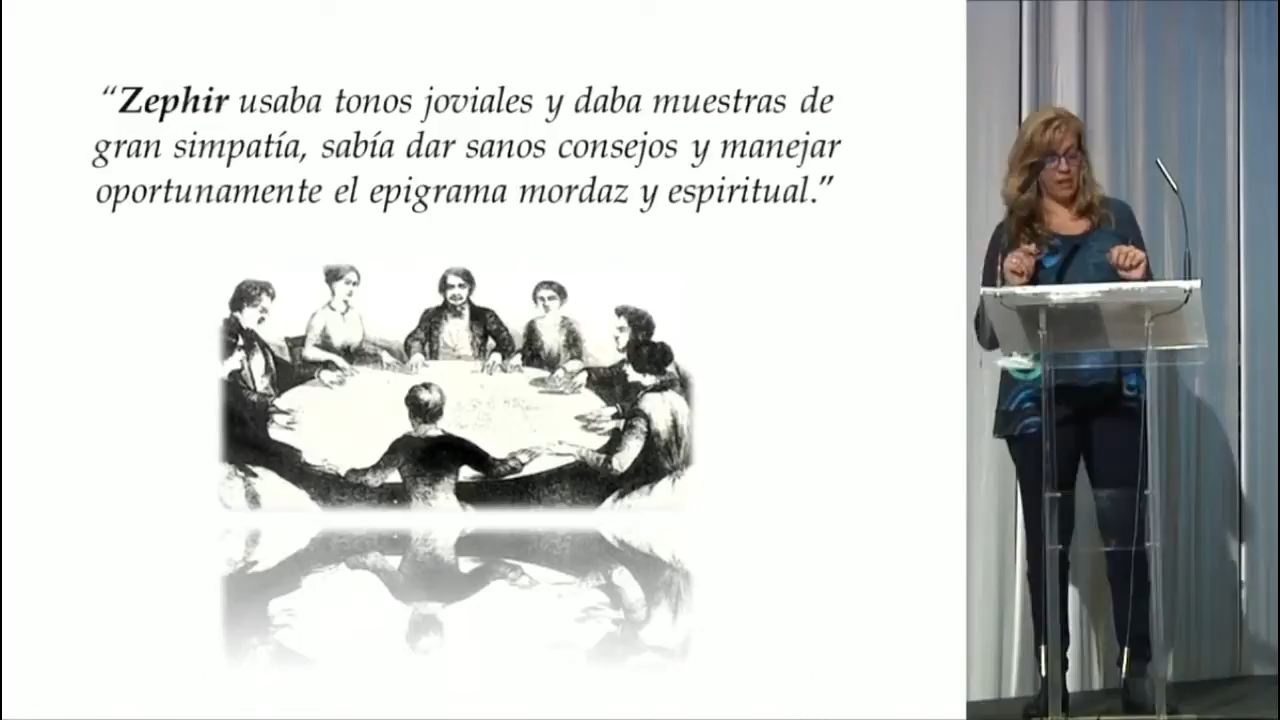 “Zephir usaba tonos joviales y daba muestras de
gran simpatía, sabía dar sanos consejos y manejar
oportunamente el epigrama mordaz y espiritual.”